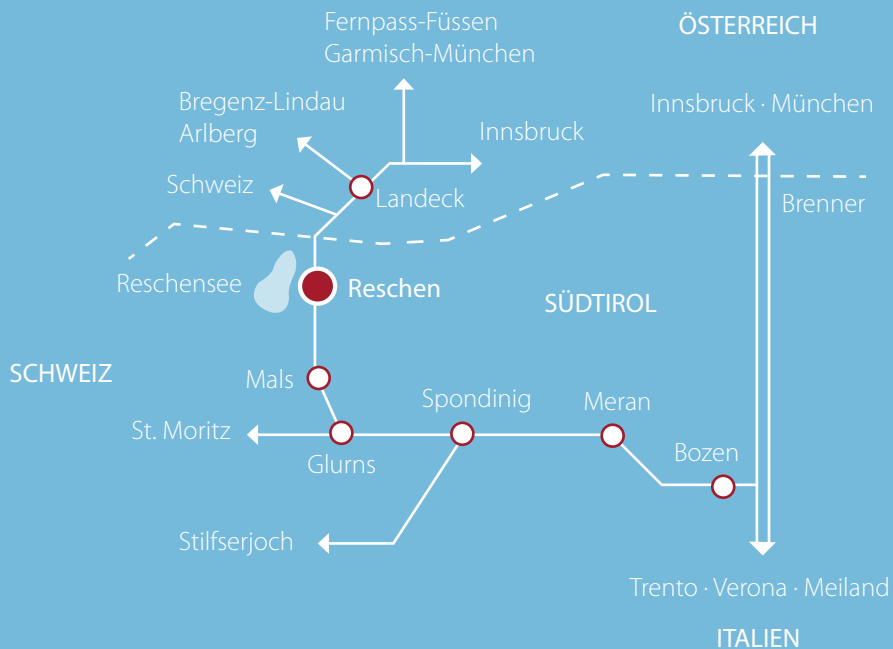 Fernpass-Füssen
Garmisch-München
ÖSTERREICH
Bregenz-Lindau
Arlberg
Innsbruck · München
Innsbruck
Schweiz
Landeck
Brenner
Reschensee
Reschen
SÜDTIROL
SCHWEIZ
Mals
Spondinig
Meran
St. Moritz
Glurns
Bozen
Stilfserjoch
Trento · Verona · Meiland
ITALIEN